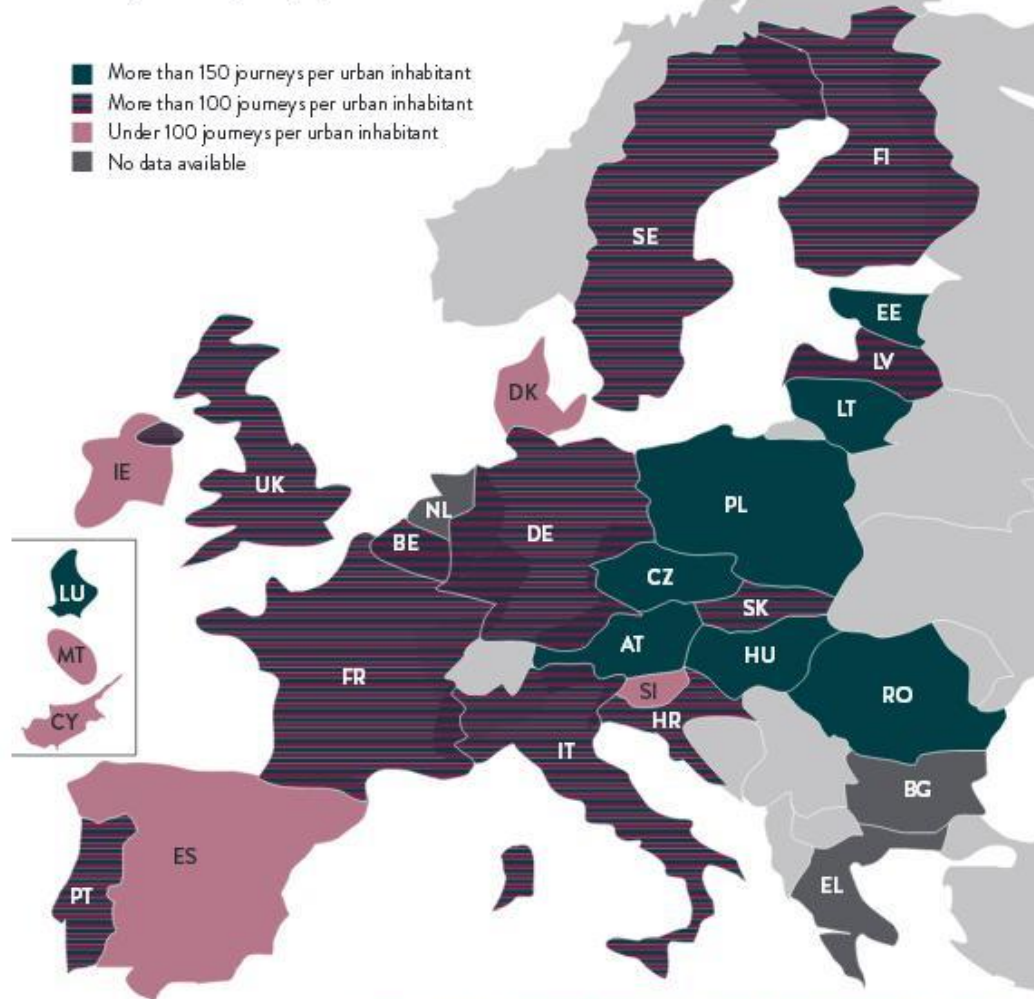 More than 150 journeys per urban inhabitant
More than 100 journeys per urban inhabitant
Under 100 journeys per urban inhabitant
No data available
FI
SE
EE
LV
DK
LT
IE
UK
NL
PL
DE
BE
CZ
LU
SK
AT
HU
MT
FR
SI
RO
CY
HR
IT
BG
ES
EL
PT